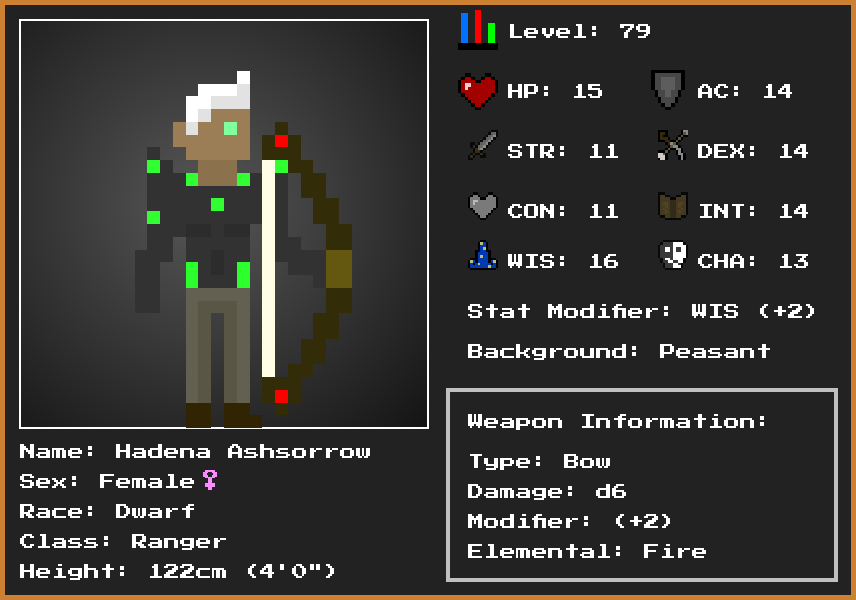 Level: 79
HP: 15
AC: 14
STR: 11
DEX: 14
CON: 11
INT: 14
WIS: 16
CHA: 13
Stat Modifier: WIS (+2)
Background: Peasant
Weapon Information:
Type: Bow
Damage: d6
Modifier: (+2)
Elemental: Fire
Name: Hadena Ashsorrow
Sex: Female♀
Race: Dwarf
Class: Ranger
Height: 122cm (4'0")